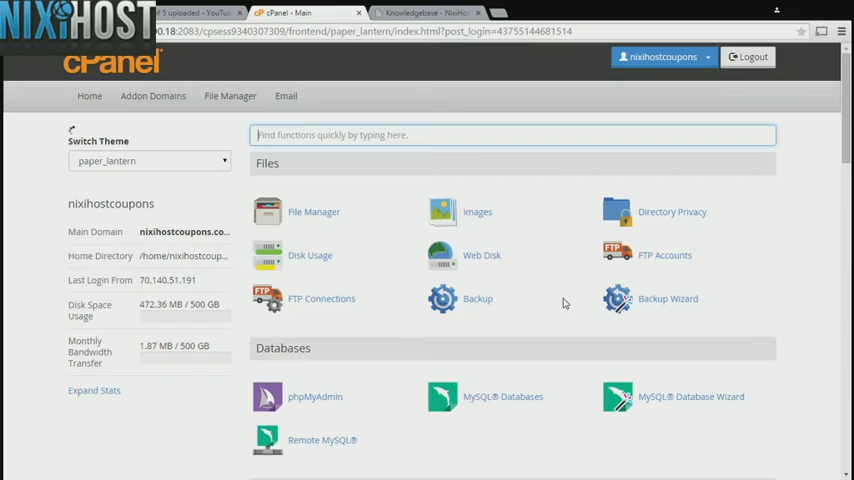 NIXIHOST
5 uploaded - YouTu
cPanel - Main
Knowledgebase - NixiHos
00.18:2083/cpsess9340307309/frontend/paper_lantern/index.html?post_login=43755144681514
cPanel
nixihostcoupons
Logout
Home
Addon Domains
File Manager
Email
Switch Theme
paper_lantern
Find functions quickly by typing here.
Files
nixihostcoupons
File Manager
Images
Directory Privacy
Main Domain
nixihostcoupons.co...
Home Directory
/home/nixihostcoup...
Disk Usage
Web Disk
FTP Accounts
Last Login From
70.140.51.191
Disk Space Usage
472.36 MB / 500 GB
FTP Connections
Backup
Backup Wizard
Monthly Bandwidth Transfer
1.87 MB / 500 GB
Expand Stats
Databases
phpMyAdmin
MySQL® Databases
MySQL® Database Wizard
Remote MySQL®